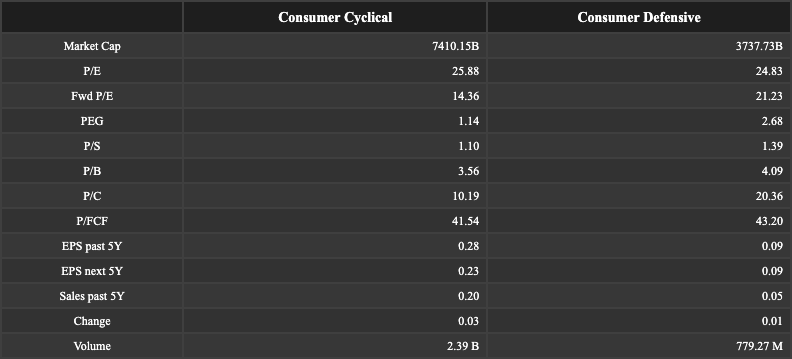 Consumer Cyclical Consumer Defensive
Market Cap 7410.15B 3737.73B
P/E 25.88 24.83
Fwd P/E 14.36 21.23
PEG 1.14 2.68
P/S 1.10 1.39
P/B 3.56 4.09
P/C 10.19 20.36
P/FCF 41.54 43.20
EPS past 5Y 0.28 0.09
EPS next 5Y 0.23 0.09
Sales past 5Y 0.20 0.05
Change 0.03 0.01
Volume 2.39 B 779.27 M